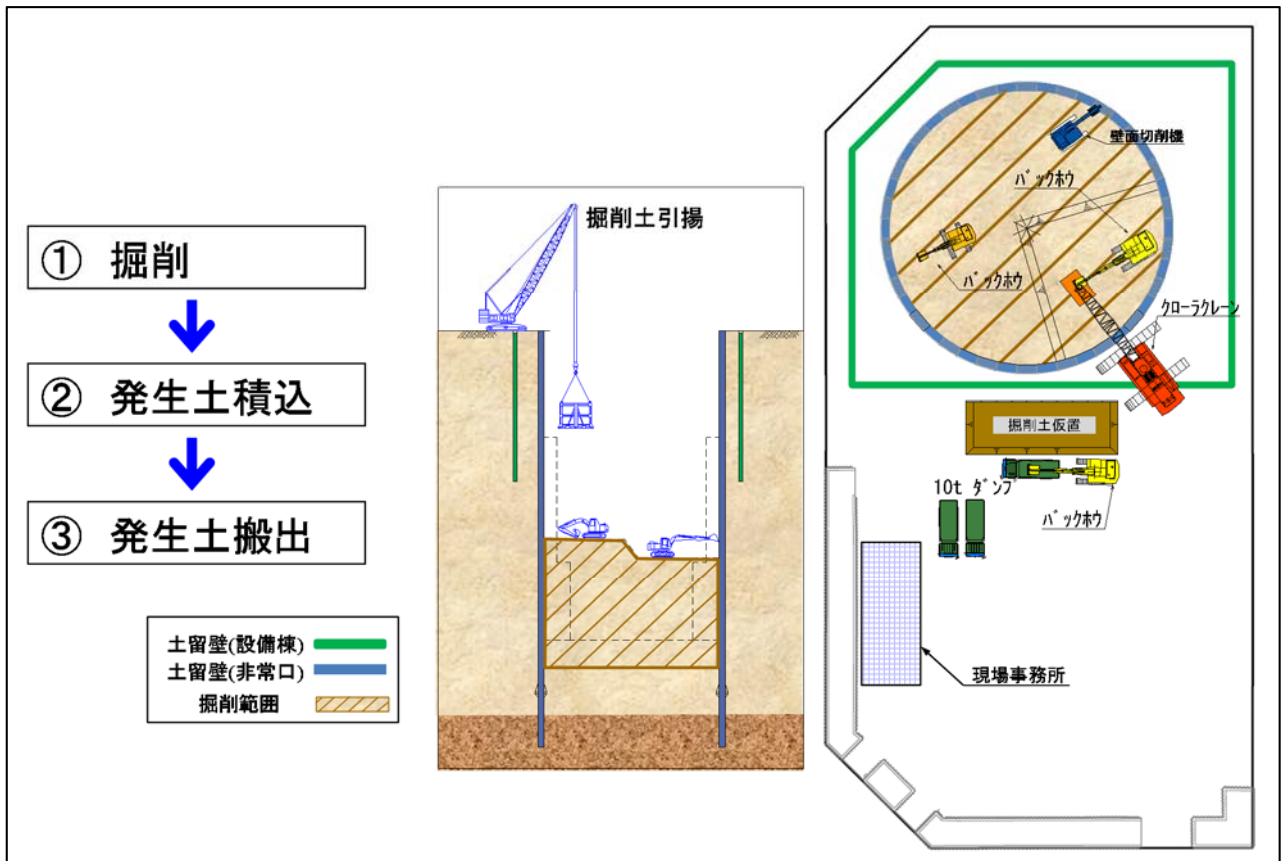 ① 掘削
② 発生土積込
③ 発生土搬出
土留壁(設備棟)
土留壁(非常口)
掘削範囲
掘削土引揚
壁面切削機
バックホウ
バックホウ
クローラクレーン
掘削土仮置
10t ダンプ
バックホウ
現場事務所